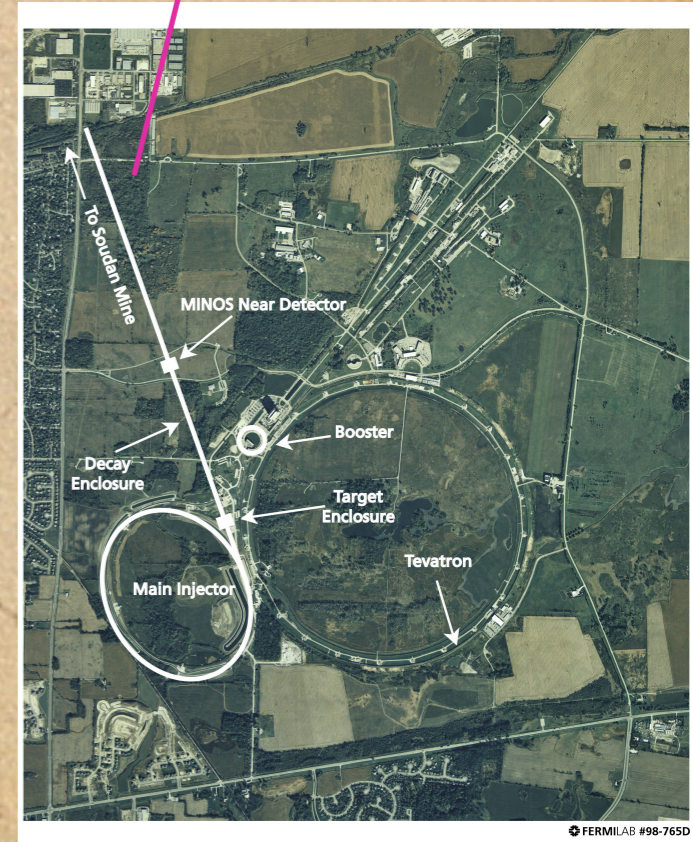 To Soudan Mine
MINOS Near Detector
Booster
Decay
Enclosure
Target
Enclosure
Tevatron
Main Injector
FERMILAB #98-765D